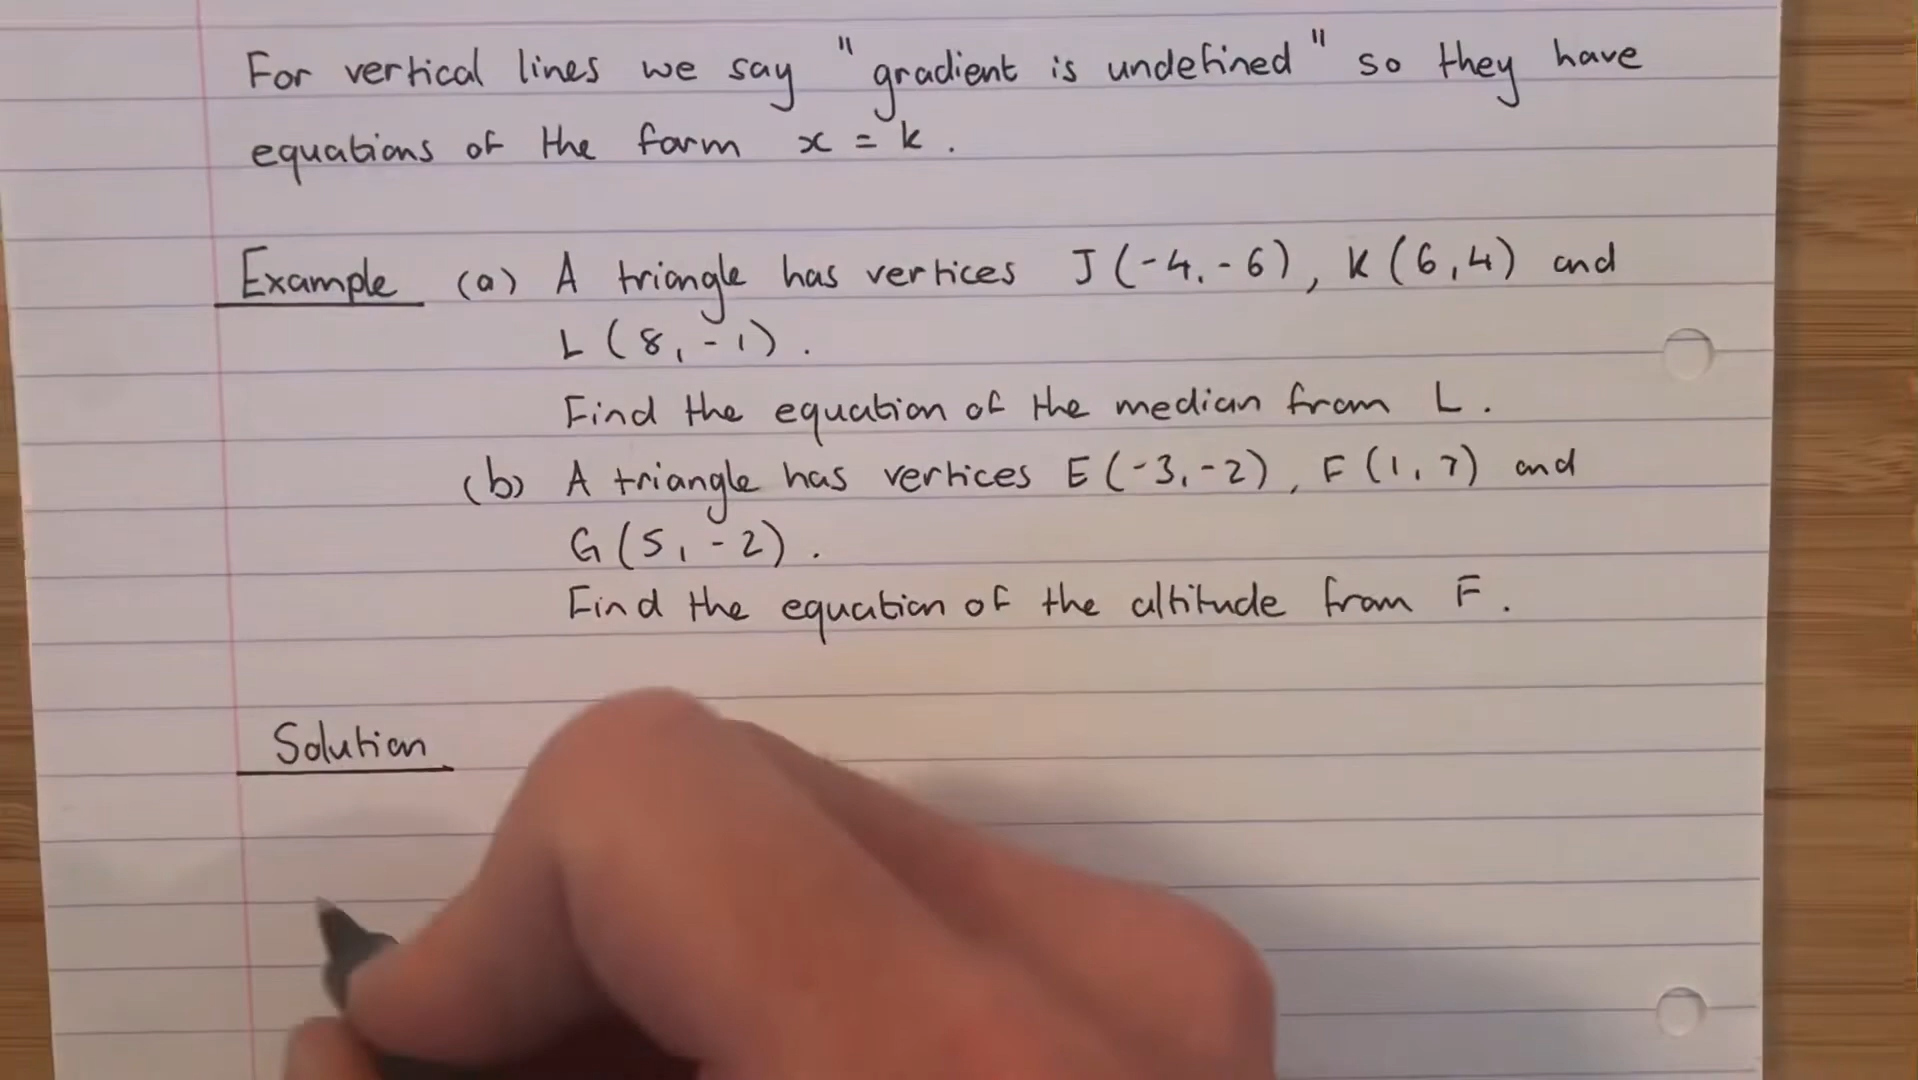 For vertical lines we say "gradient is undefined" so they have
equations of the form x = k.
Example (a) A triangle has vertices J(-4,-6), K(6,4) and
L(8,-1).
Find the equation of the median from L.
(b) A triangle has vertices E(-3,-2), F(1,7) and
G(5,-2).
Find the equation of the altitude from F.
Solution